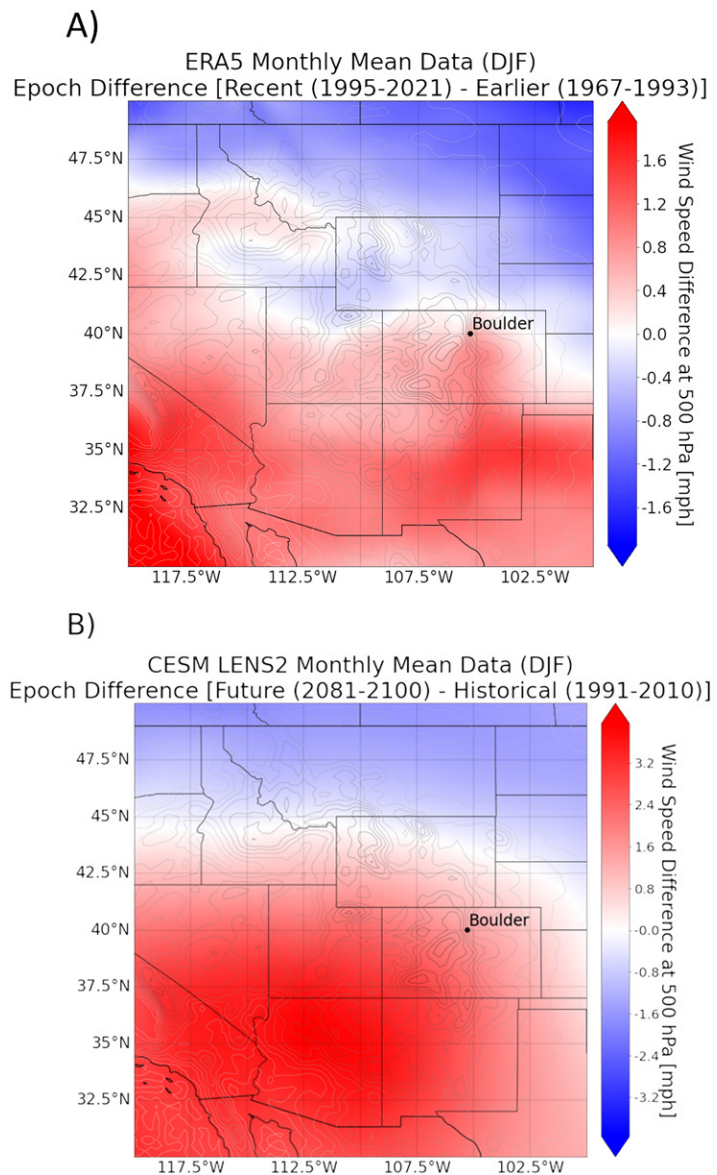 A)
ERA5 Monthly Mean Data (DJF)
Epoch Difference [Recent (1995-2021) - Earlier (1967-1993)]
47.5°N
45°N
42.5°N
40°N
37.5°N
35°N
32.5°N
117.5°W
112.5°W
107.5°W
102.5°W
Boulder
1.6
1.2
0.8
0.4
0.0
-0.4
-0.8
-1.2
-1.6
Wind Speed Difference at 500 hPa [mph]
B)
CESM LENS2 Monthly Mean Data (DJF)
Epoch Difference [Future (2081-2100) - Historical (1991-2010)]
47.5°N
45°N
42.5°N
40°N
37.5°N
35°N
32.5°N
117.5°W
112.5°W
107.5°W
102.5°W
Boulder
3.2
2.4
1.6
0.8
-0.0
-0.8
-1.6
-2.4
-3.2
Wind Speed Difference at 500 hPa [mph]